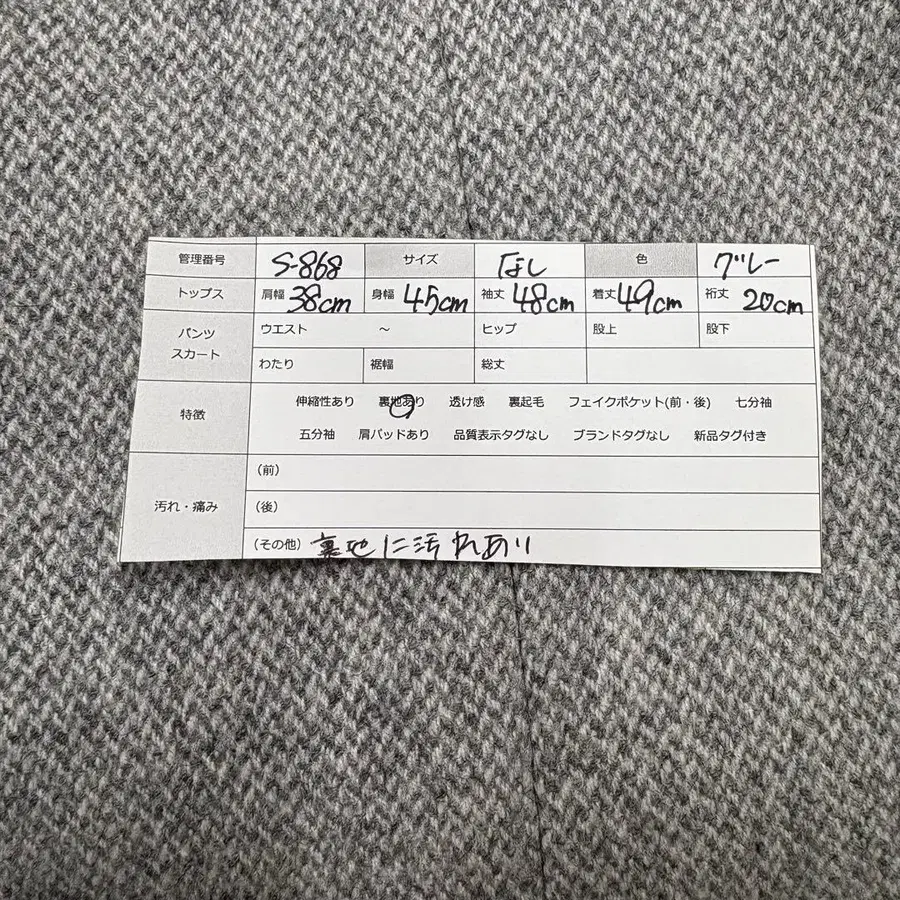 管理番号 S-868 サイズ なし 色 グレー
トップス 肩幅 38cm 身幅 45cm 袖丈 48cm 着丈 49cm 裄丈 20cm
パンツ スカート ウエスト ～ ヒップ 股上 股下
わたり 裾幅 総丈
特徴 伸縮性あり 裏地あり 透け感 裏起毛 フェイクポケット(前・後) 七分袖
五分袖 肩パッドあり 品質表示タグなし ブランドタグなし 新品タグ付き
汚れ・痛み (前)
(後)
(その他) 裏地に汚れあり